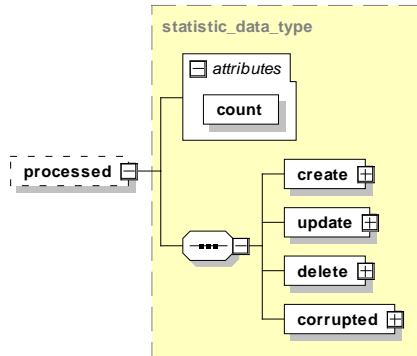 statistic_data_type
attributes
count
processed
create
update
delete
corrupted